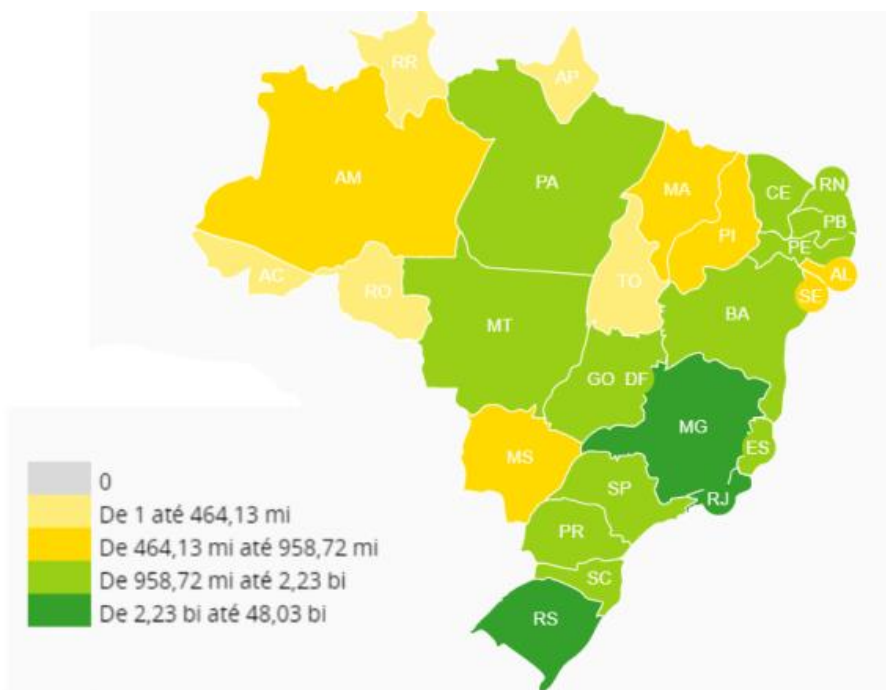 RR
AP
AM
PA
MA
CE
RN
PB
PI
PE
AL
SE
AC
RO
TO
BA
MT
GO DF
MG
MS
ES
SP
RJ
PR
SC
RS
0
De 1 até 464,13 mi
De 464,13 mi até 958,72 mi
De 958,72 mi até 2,23 bi
De 2,23 bi até 48,03 bi